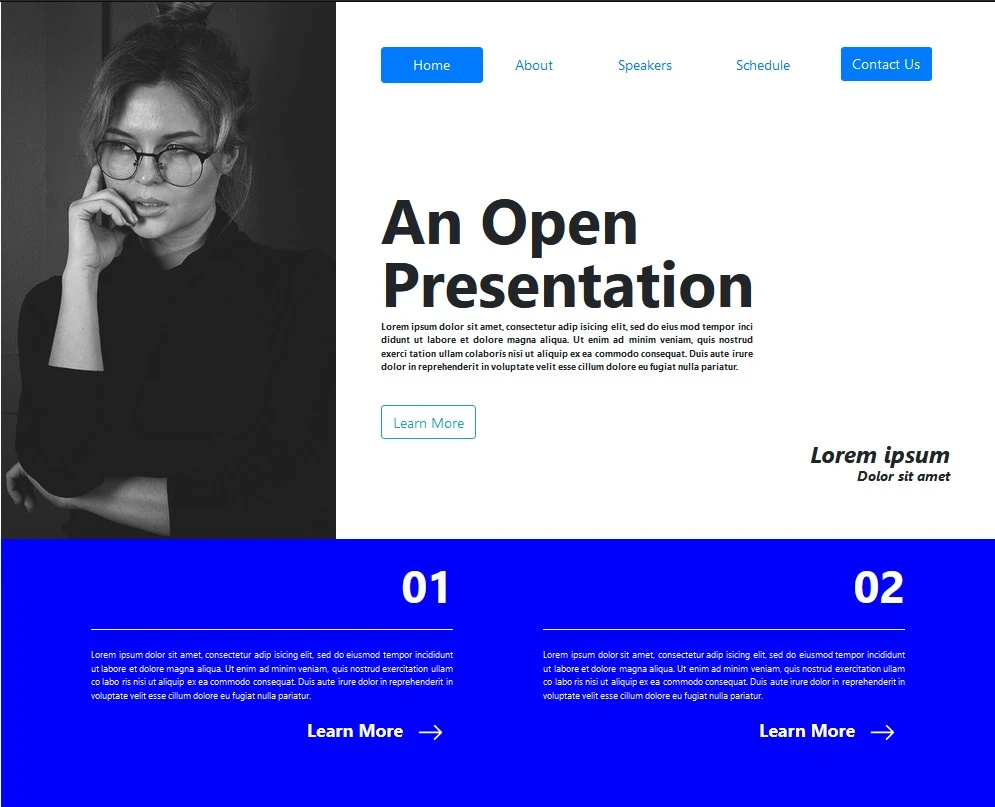 Home About Speakers Schedule Contact Us
An Open
Presentation
Lorem ipsum dolor sit amet, consectetur adip isicing elit, sed do eius mod tempor inci
didunt ut labore et dolore magna aliqua. Ut enim ad minim veniam, quis nostrud
exerci tation ullam colaboris nisi ut aliquip ex ea commodo consequat. Duis aute irure
dolor in reprehenderit in voluptate velit esse cillum dolore eu fugiat nulla pariatur.
Learn More
Lorem ipsum
Dolor sit amet
01
Lorem ipsum dolor sit amet, consectetur adip isicing elit, sed do eiusmod tempor incididunt
ut labore et dolore magna aliqua. Ut enim ad minim veniam, quis nostrud exercitation ullam
co labo ris nisi ut aliquip ex ea commodo consequat. Duis aute irure dolor in reprehenderit in
voluptate velit esse cillum dolore eu fugiat nulla pariatur.
Learn More
02
Lorem ipsum dolor sit amet, consectetur adip isicing elit, sed do eiusmod tempor incididunt
ut labore et dolore magna aliqua. Ut enim ad minim veniam, quis nostrud exercitation ullam
co labo ris nisi ut aliquip ex ea commodo consequat. Duis aute irure dolor in reprehenderit in
voluptate velit esse cillum dolore eu fugiat nulla pariatur.
Learn More